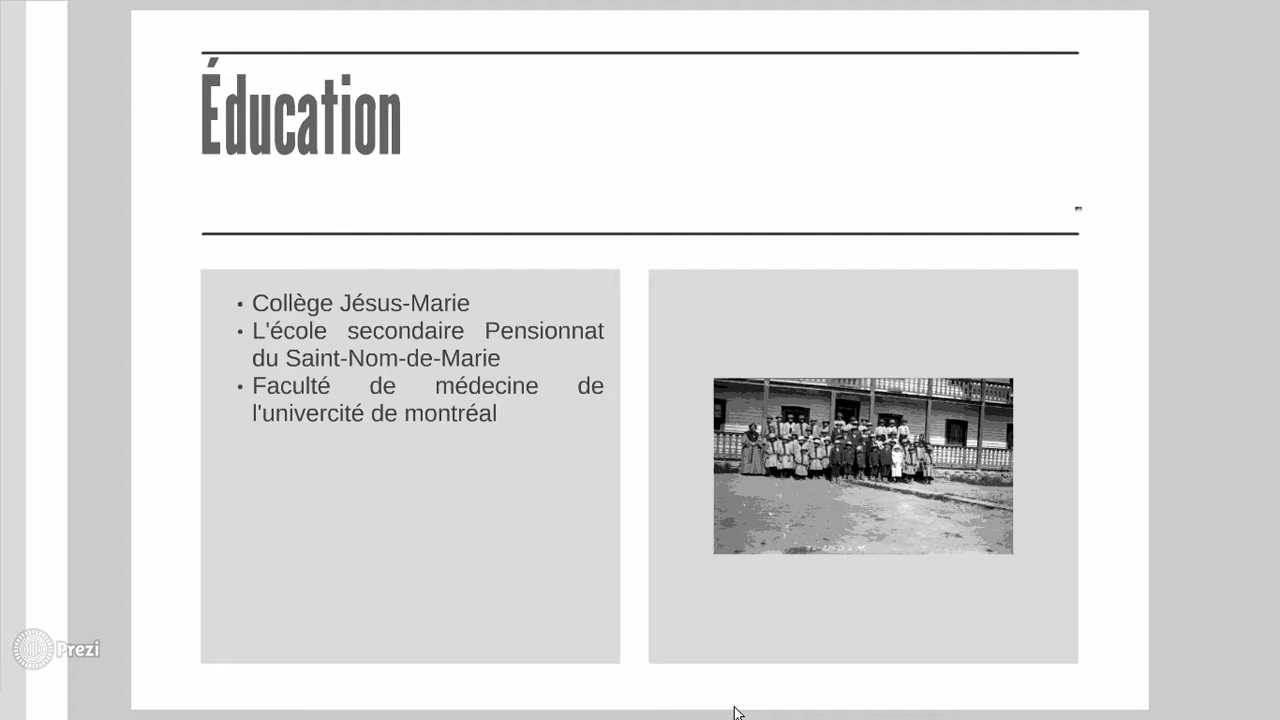 Éducation
• Collège Jésus-Marie
• L'école secondaire Pensionnat
du Saint-Nom-de-Marie
• Faculté de médecine de
l'univercité de montréal
Prezi